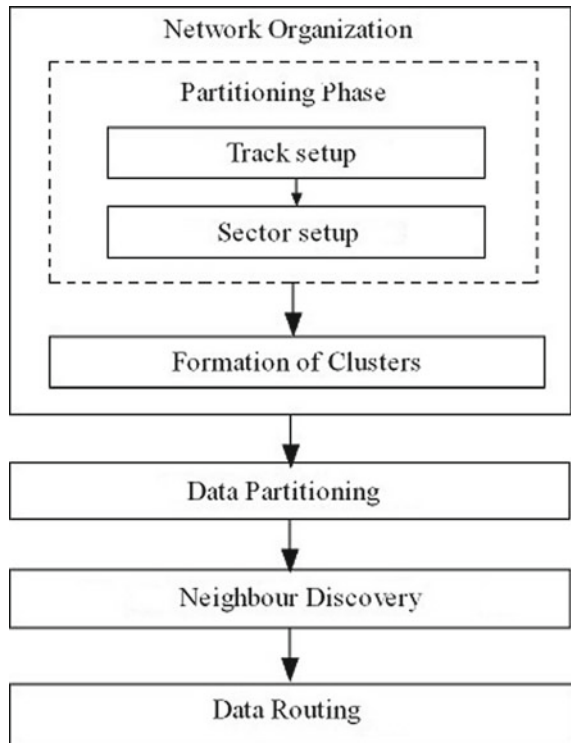 Network Organization
Partitioning Phase
Track setup
Sector setup
Formation of Clusters
Data Partitioning
Neighbour Discovery
Data Routing